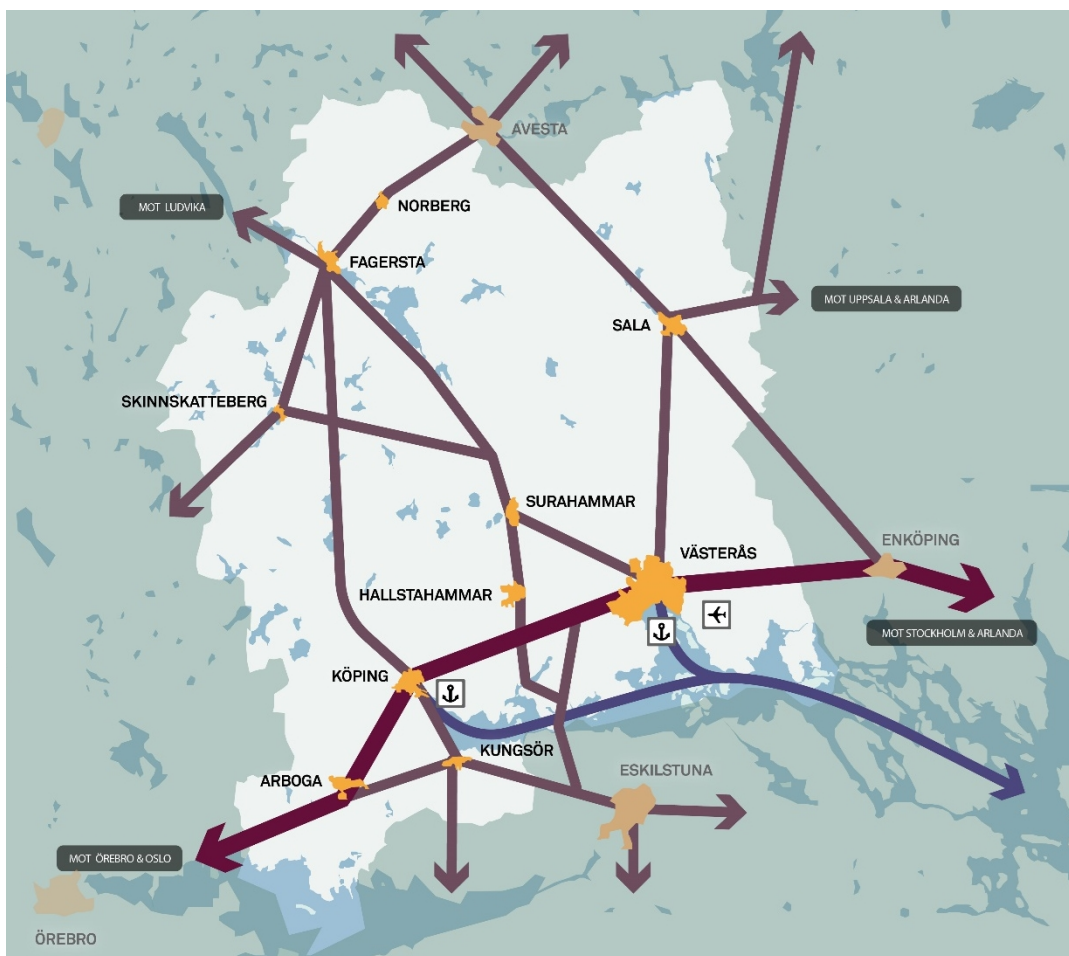 AVESTA
NORBERG
MOT LUDVIKA
FAGERSTA
MOT UPPSALA & ARLANDA
SALA
SKINNSKATTEBERG
SURAHAMMAR
ENKÖPING
VÄSTERÅS
HALLSTAHAMMAR
MOT STOCKHOLM & ARLANDA
KÖPING
KUNGSÖR
ESKILSTUNA
ARBOGA
MOT ÖREBRO & OSLO
ÖREBRO